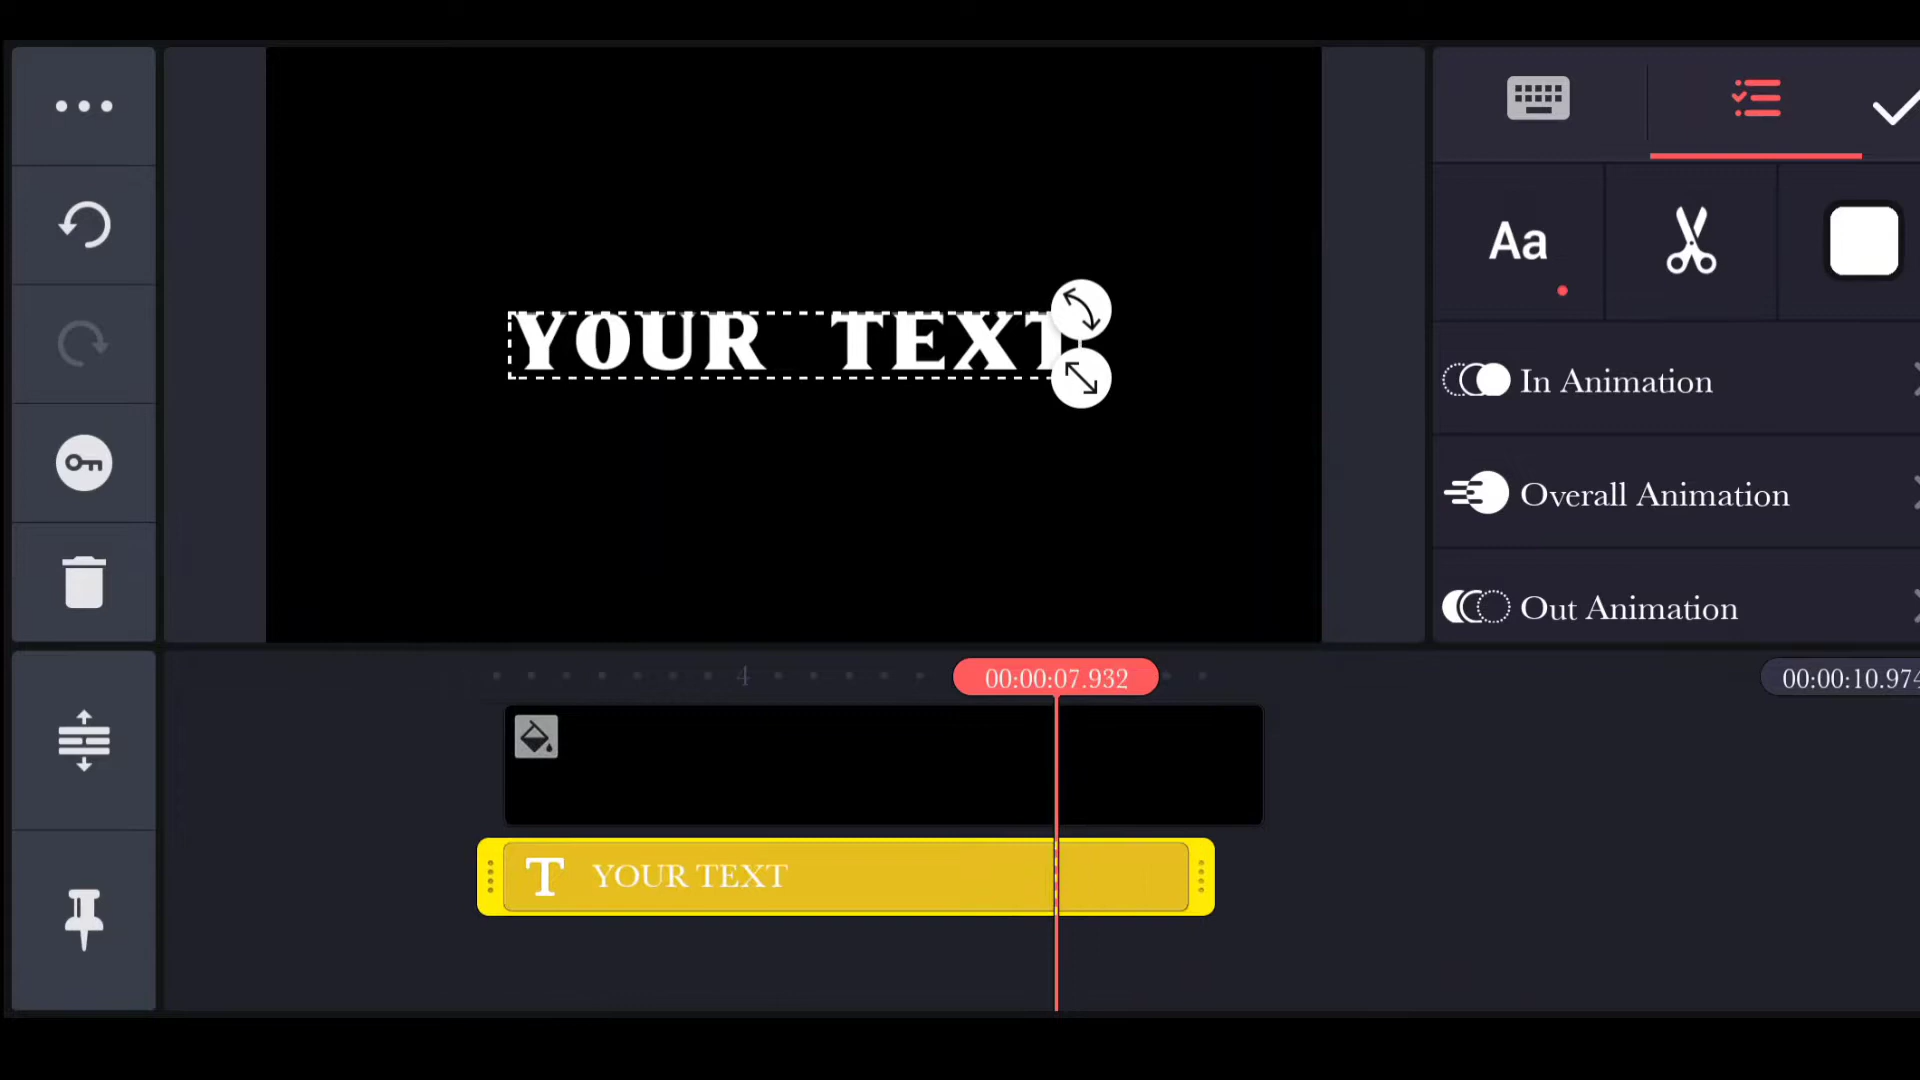 YOUR TEXT
Aa
In Animation
Overall Animation
Out Animation
4
00:00:07.932
00:00:10.974
T YOUR TEXT